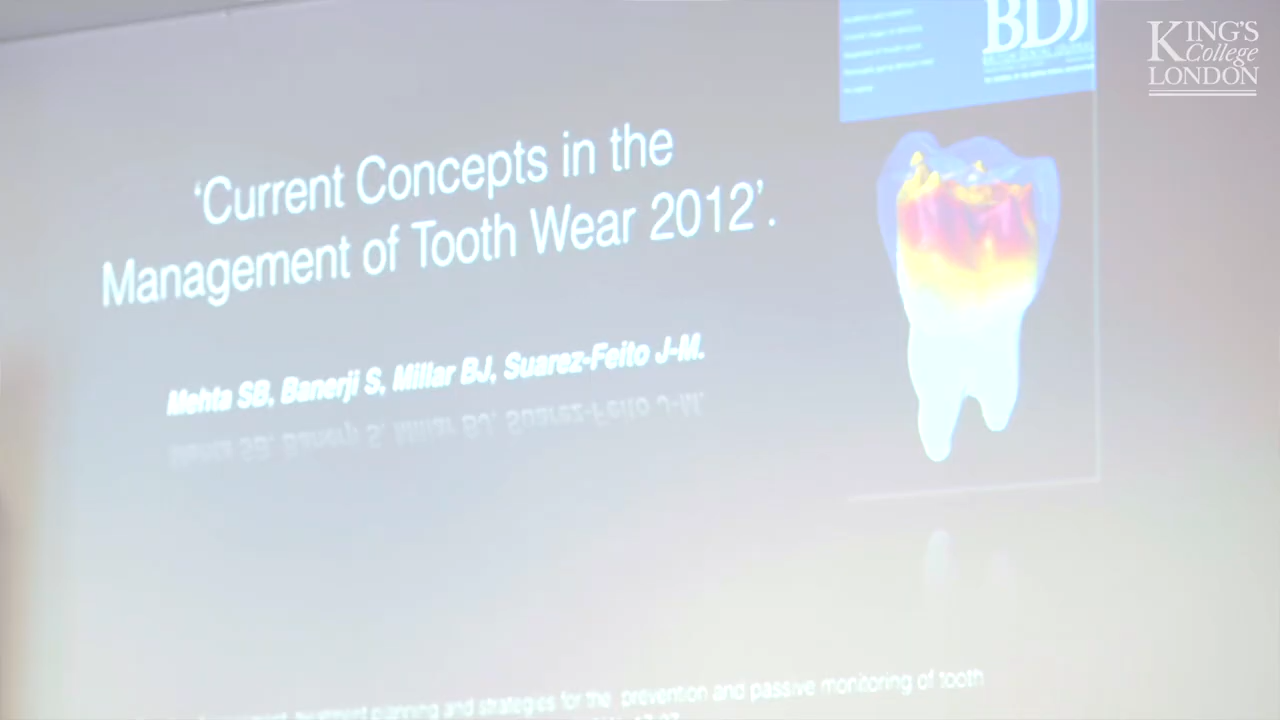 BDJ
KING'S
College
LONDON
'Current Concepts in the
Management of Tooth Wear 2012'.
Mehta SB, Banerji S, Millar BJ, Suarez-Feito J-M.
treatment planning and strategies for the prevention and passive monitoring of tooth